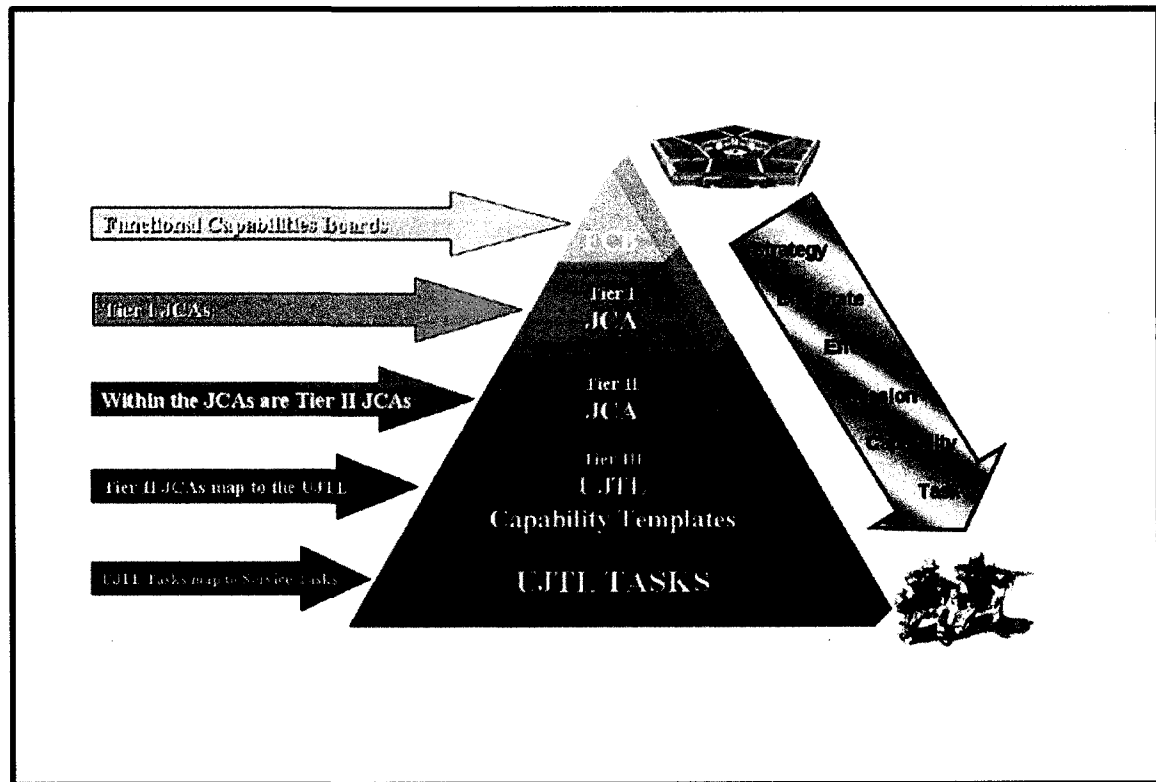 Functional Capabilities Boards
FCB
Tier I JCAs
Tier I
JCA
Within the JCAs are Tier II JCAs
Tier II
JCA
Tier II JCAs map to the UJTL
Tier III
UJTL
Capability Templates
UJTL Tasks map to Service Tasks
UJTL TASKS
Strategy
Capability
Task